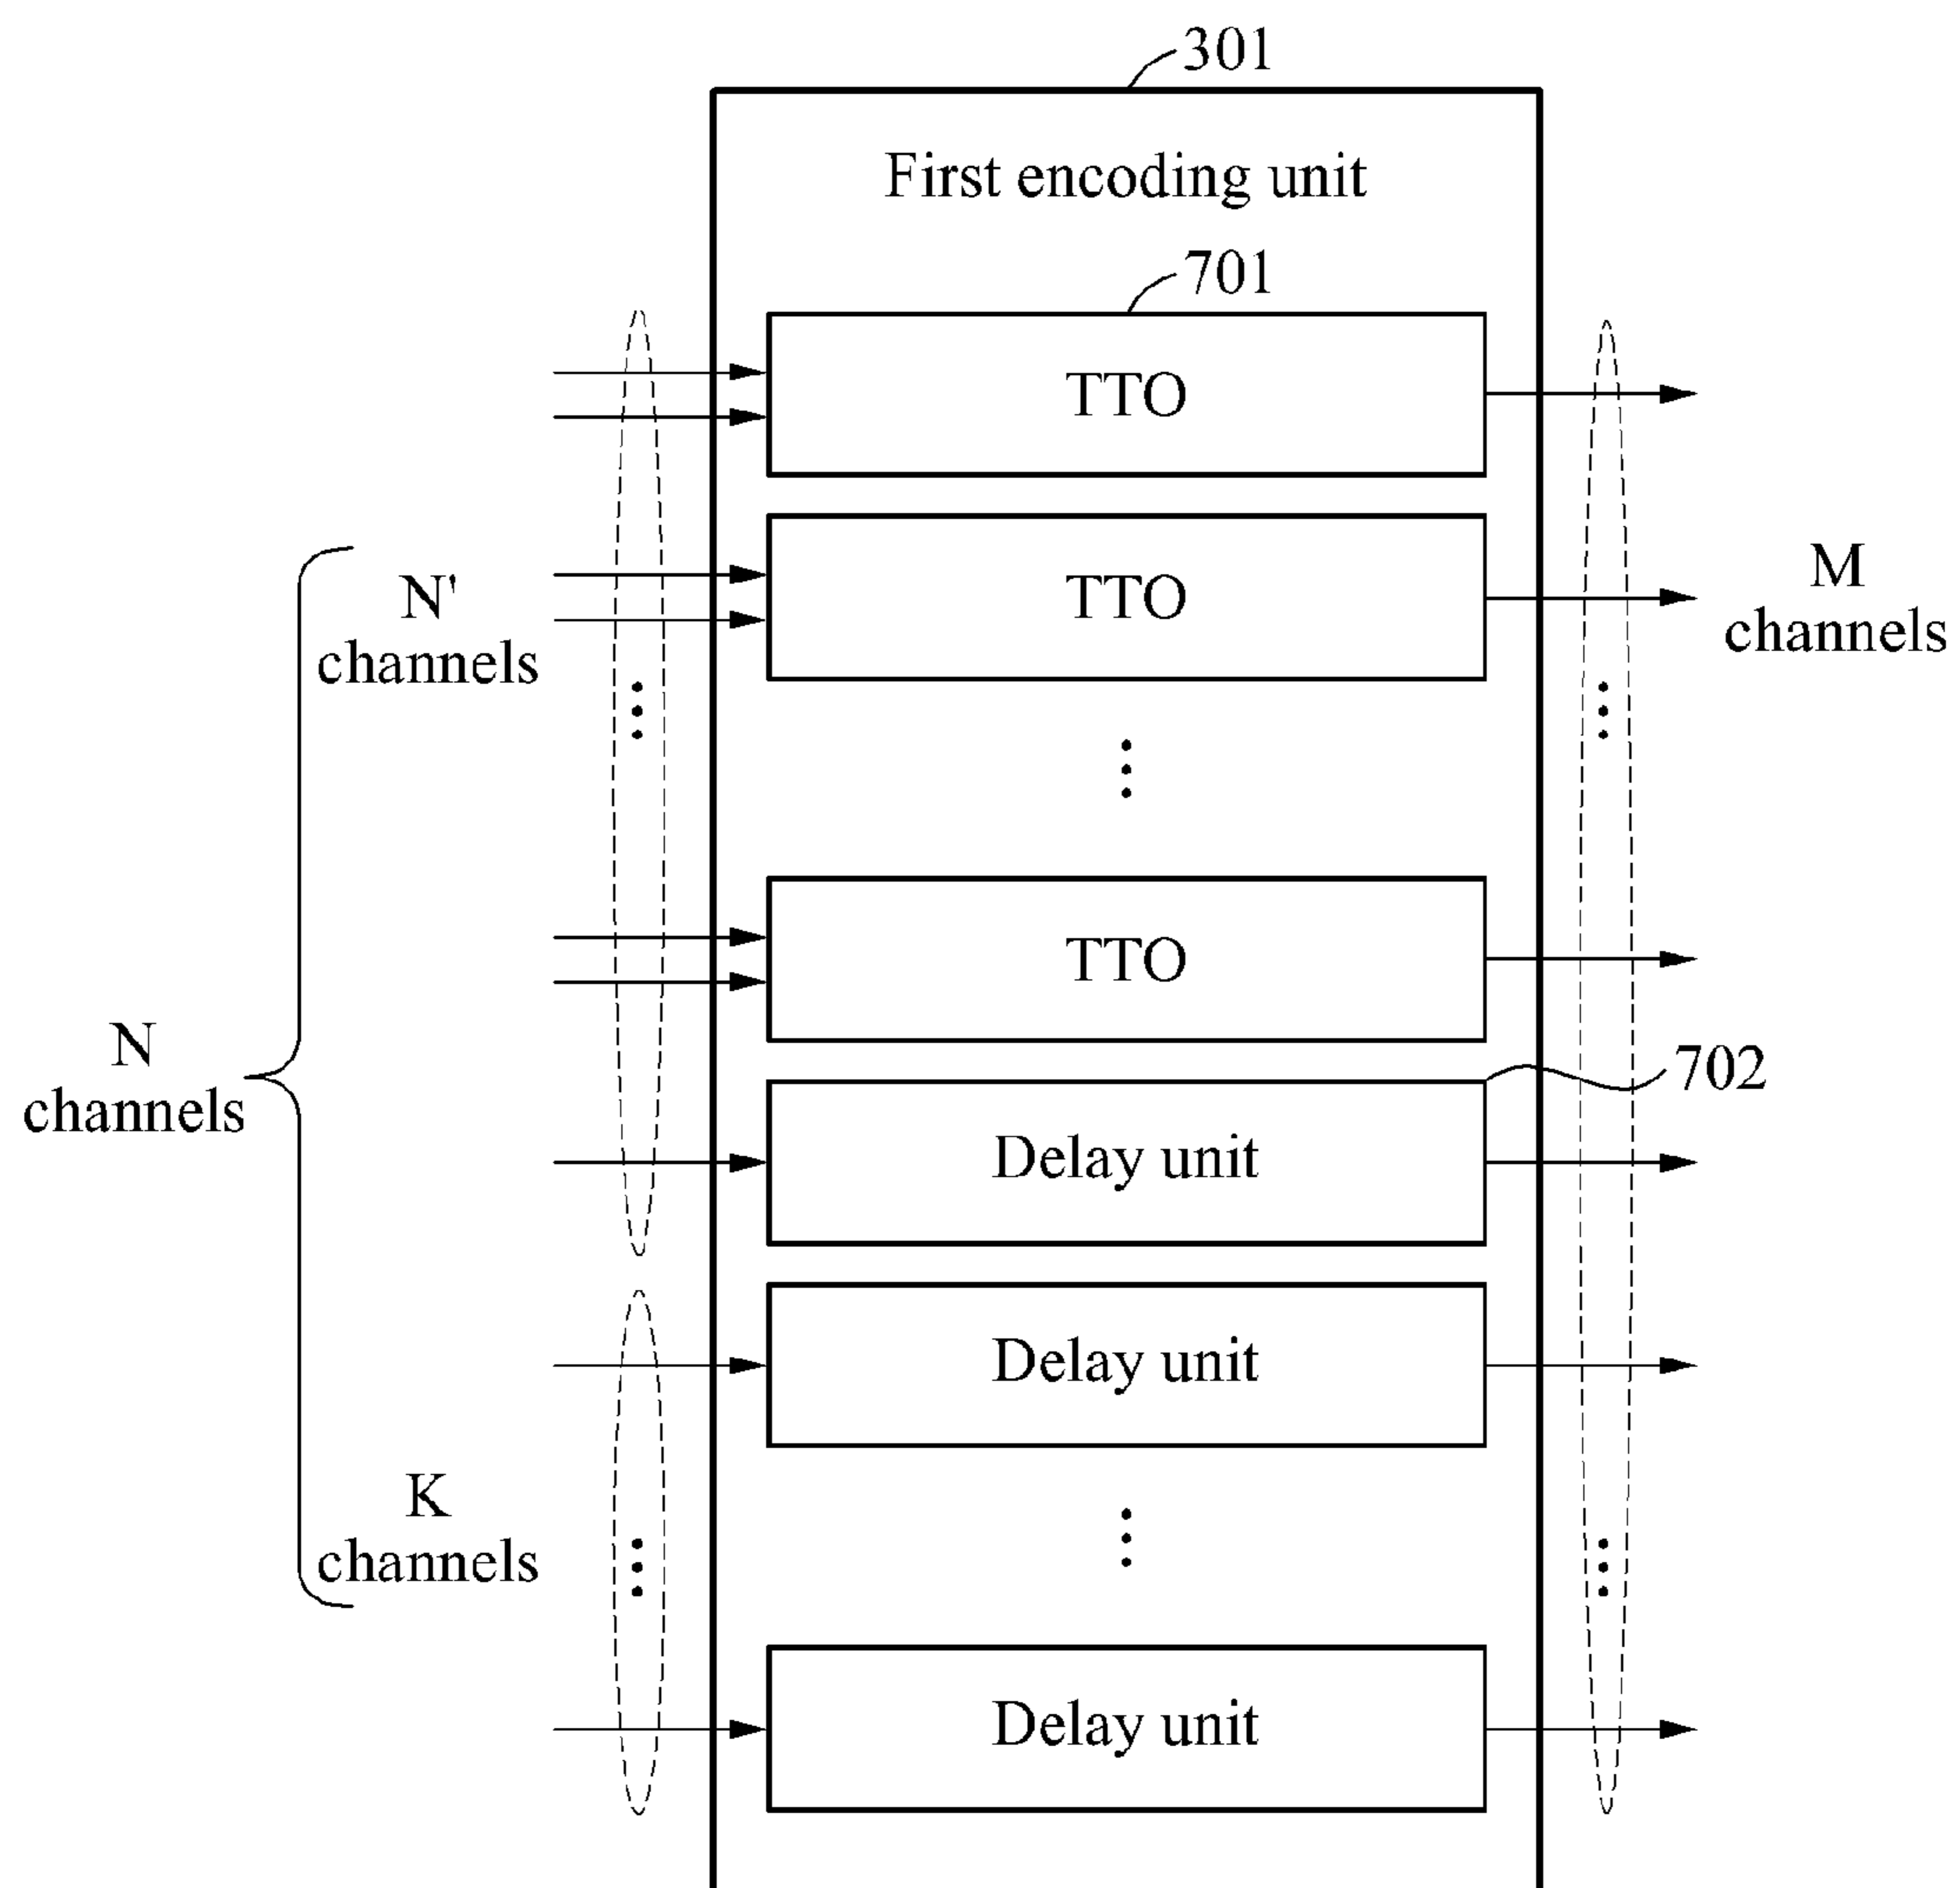 301
First encoding unit
701
TTO
N'
channels
TTO
M
channels
TTO
N
channels
702
Delay unit
Delay unit
K
channels
Delay unit